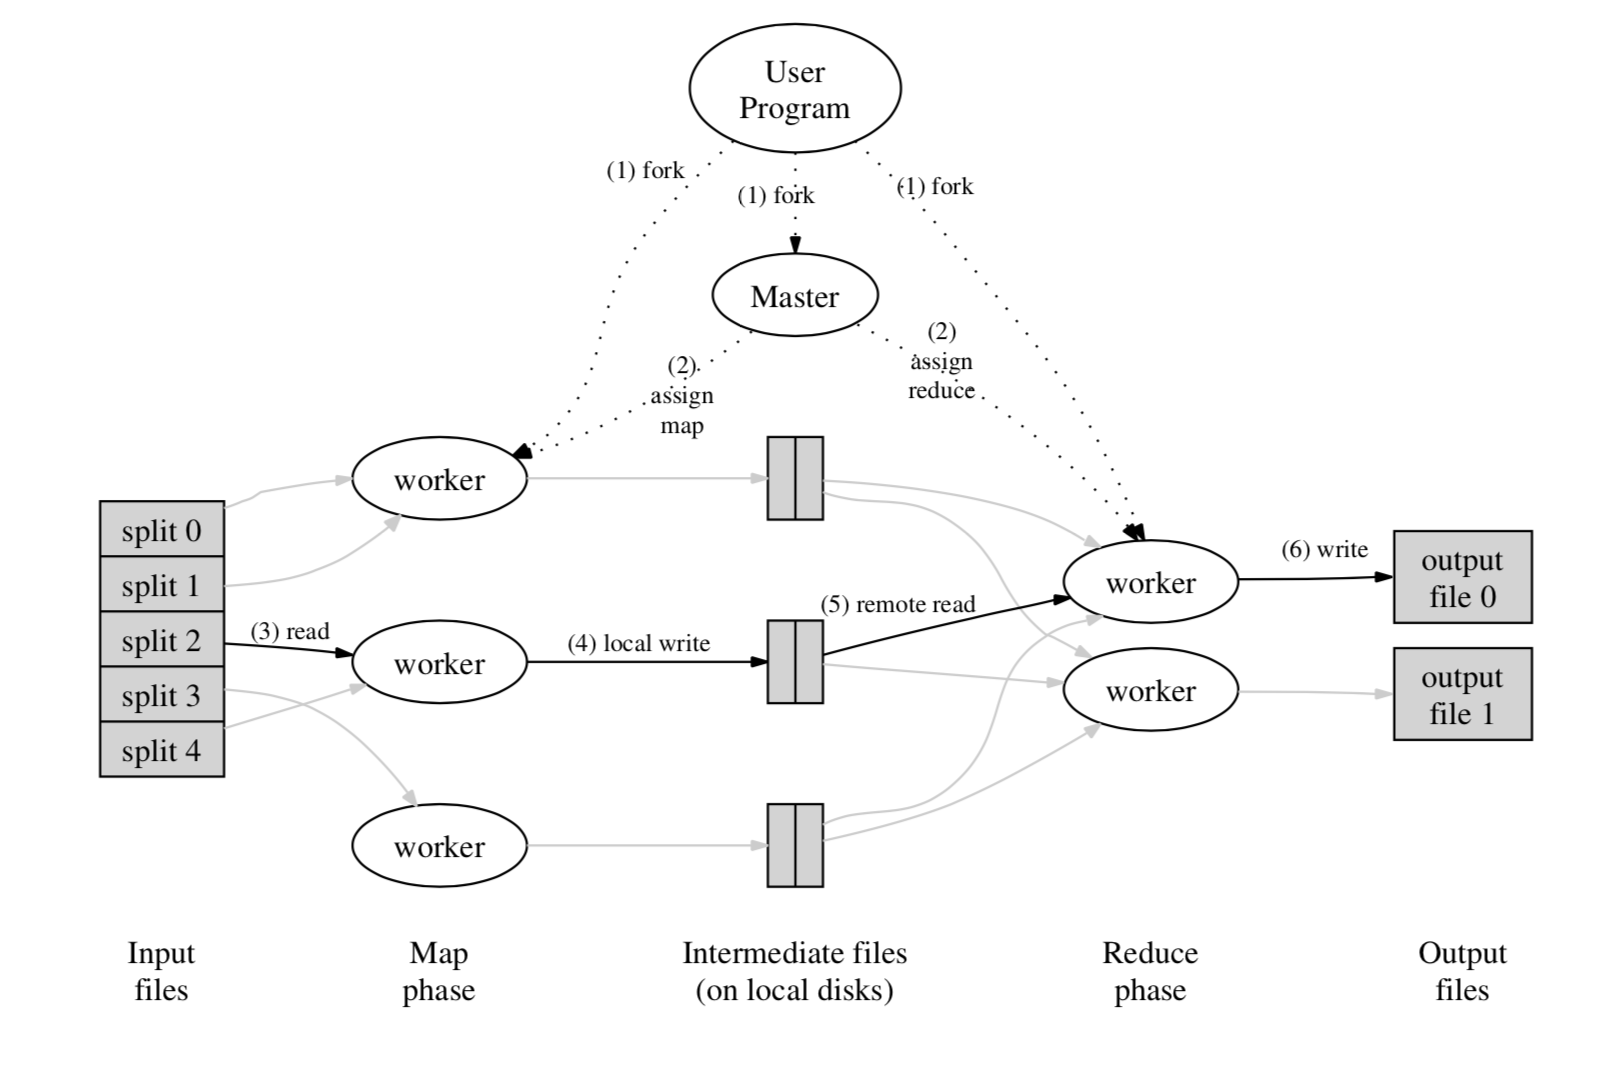 User
Program
(1) fork
(1) fork
(1) fork
Master
(2)
assign
map
(2)
assign
reduce
worker
split 0
split 1
split 2
split 3
split 4
(3) read
worker
(4) local write
worker
(5) remote read
worker
(6) write
worker
output
file 0
output
file 1
Input
files
Map
phase
Intermediate files
(on local disks)
Reduce
phase
Output
files